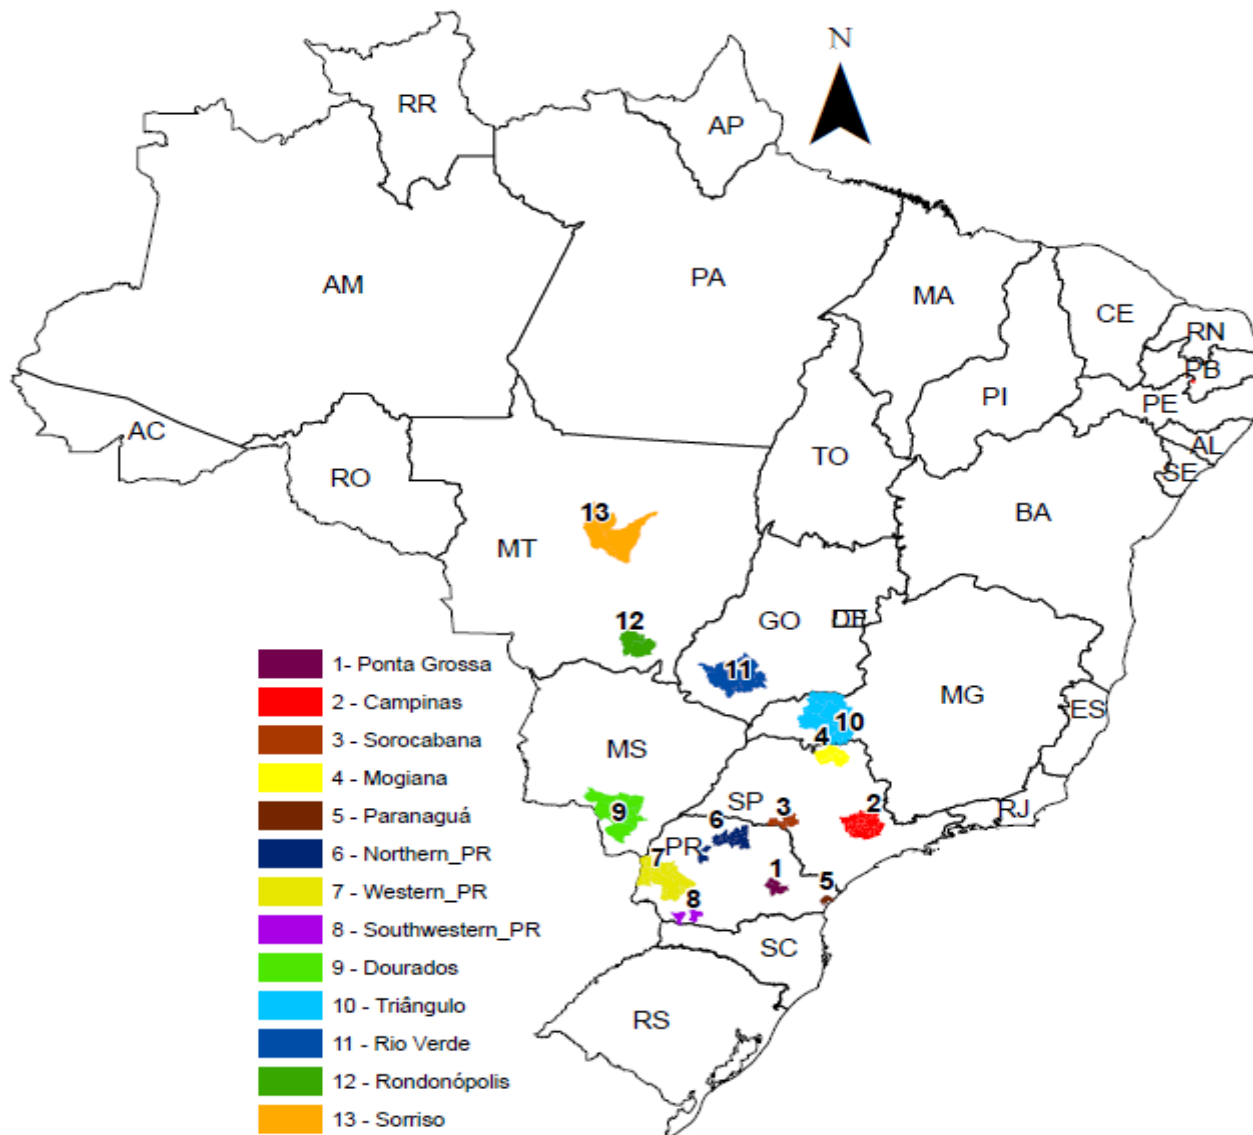 N
RR
AP
AM
PA
MA
CE
RN
PB
PI
PE
AC
AL
TO
SE
RO
BA
13
MT
12
GO
DF
11
MG
10
ES
4
MS
SP
3
2
RJ
9
6
PR
7
1
5
8
SC
RS
1- Ponta Grossa
2 - Campinas
3 - Sorocabana
4 - Mogiana
5 - Paranaguá
6 - Northern_PR
7 - Western_PR
8 - Southwestern_PR
9 - Dourados
10 - Triângulo
11 - Rio Verde
12 - Rondonópolis
13 - Sorriso